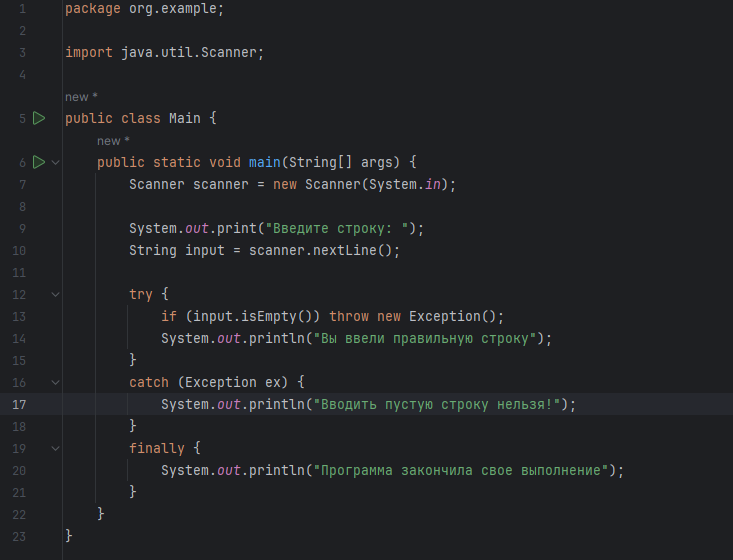 1 package org.example;
2
3 import java.util.Scanner;
4
new *
5 public class Main {
new *
6 public static void main(String[] args) {
7 Scanner scanner = new Scanner(System.in);
8
9 System.out.print("Введите строку: ");
10 String input = scanner.nextLine();
11
12 try {
13 if (input.isEmpty()) throw new Exception();
14 System.out.println("Вы ввели правильную строку");
15 }
16 catch (Exception ex) {
17 System.out.println("Вводить пустую строку нельзя!");
18 }
19 finally {
20 System.out.println("Программа закончила свое выполнение");
21 }
22 }
23 }